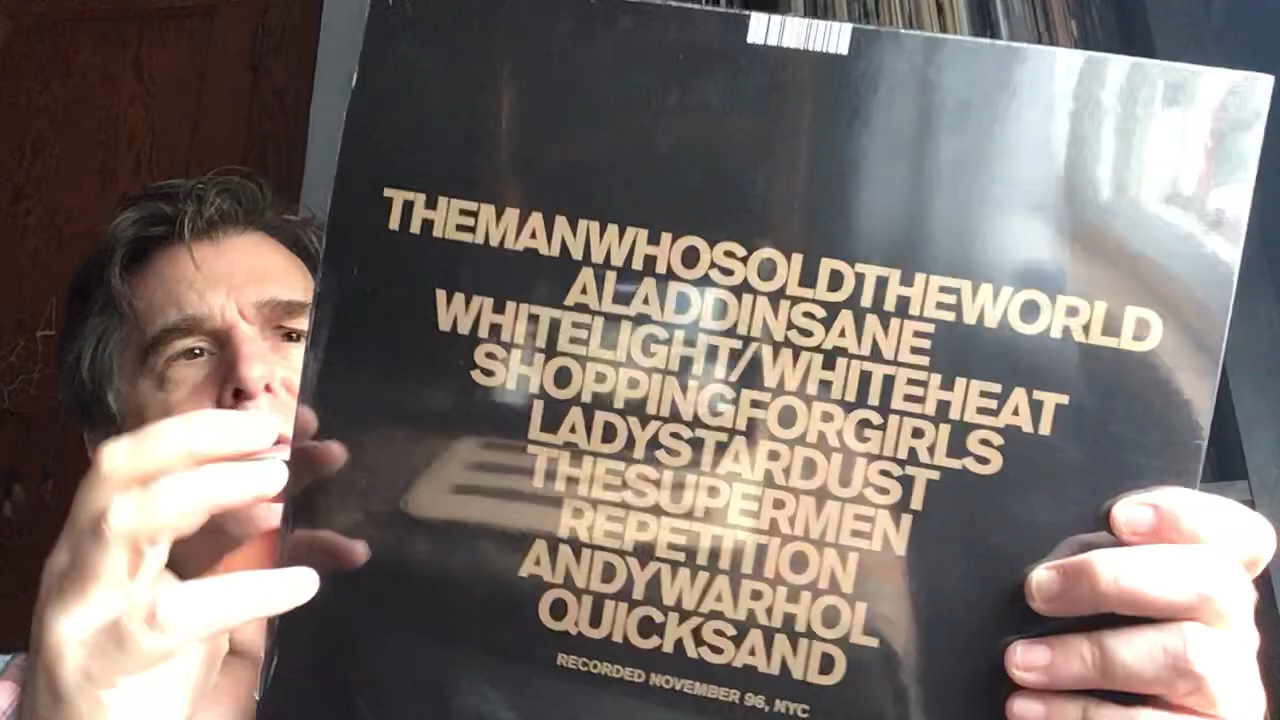 THEMANWHOSOLDTHEWORLD
ALADDINSANE
WHITELIGHT/WHITEHEAT
SHOPPINGFORGIRLS
LADYSTARDUST
THESUPERMEN
REPETITION
ANDYWARHOL
QUICKSAND
RECORDED NOVEMBER 96, NYC